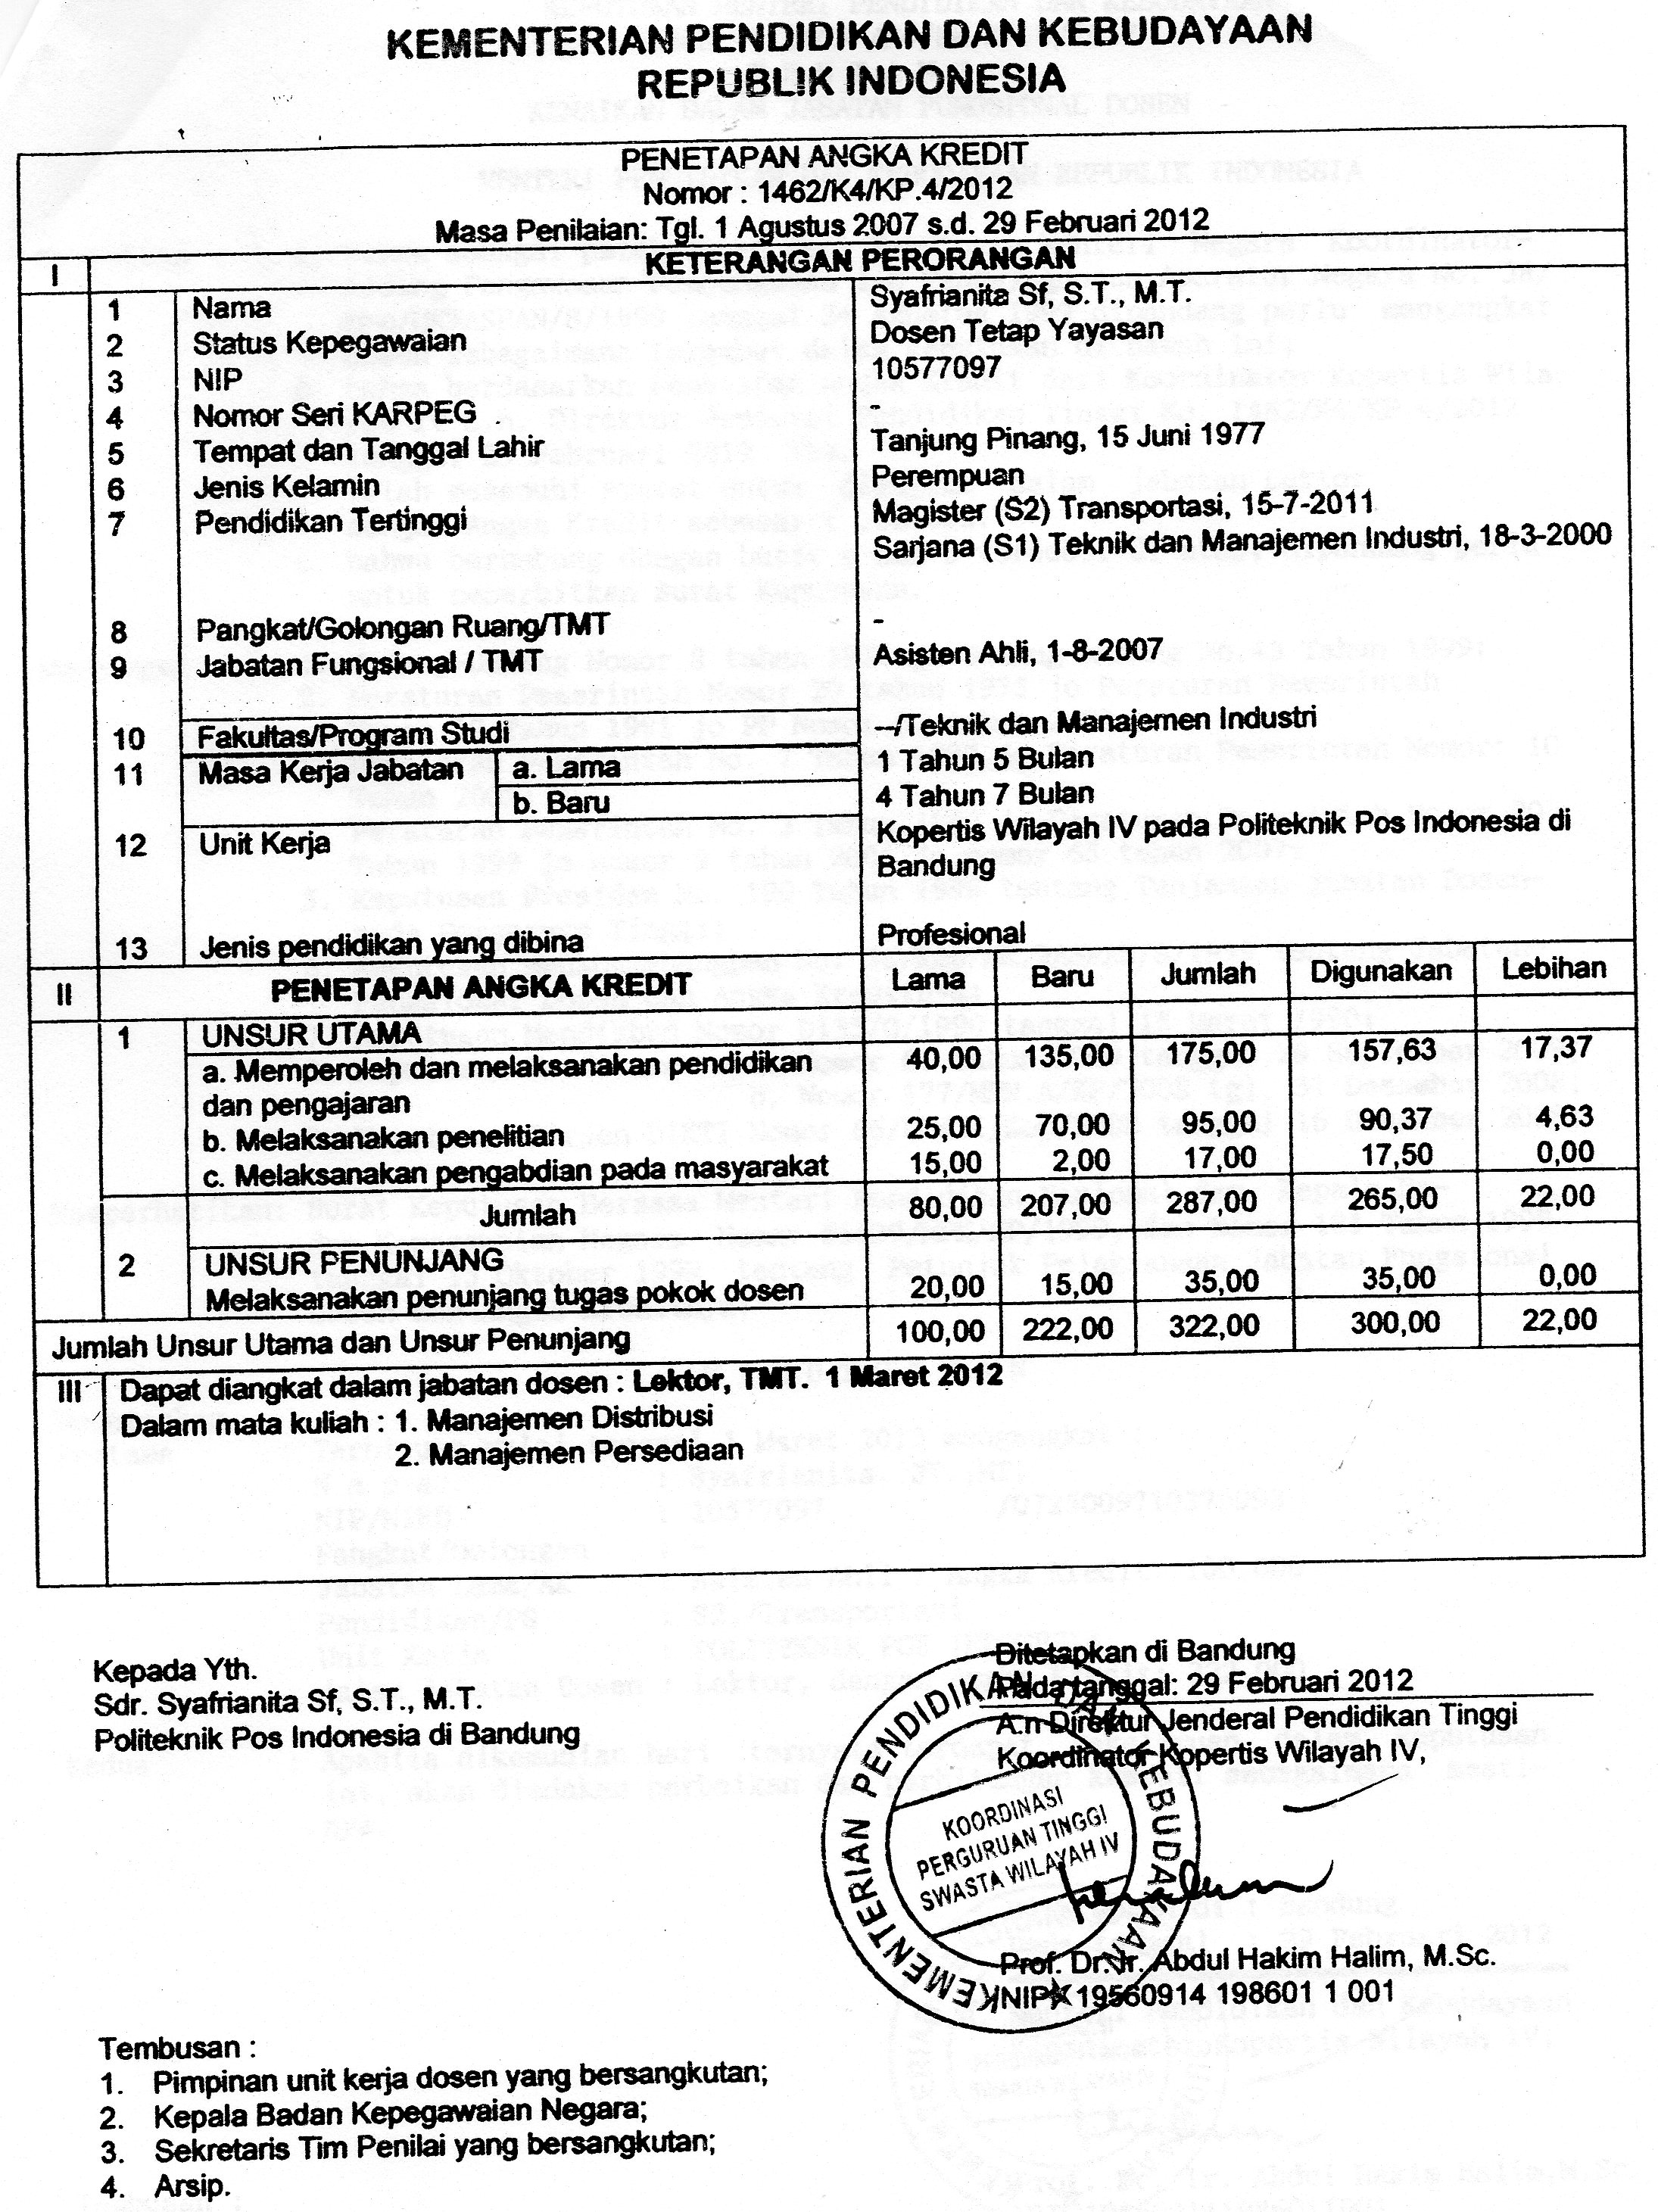 KEMENTERIAN PENDIDIKAN DAN KEBUDAYAAN
REPUBLIK INDONESIA
PENETAPAN ANGKA KREDIT
Nomor : 1462/K4/KP.4/2012
Masa Penilaian: Tgl. 1 Agustus 2007 s.d. 29 Februari 2012
I KETERANGAN PERORANGAN
1 Nama Syafrianita Sf, S.T., M.T.
2 Status Kepegawaian Dosen Tetap Yayasan
3 NIP 10577097
4 Nomor Seri KARPEG -
5 Tempat dan Tanggal Lahir Tanjung Pinang, 15 Juni 1977
6 Jenis Kelamin Perempuan
7 Pendidikan Tertinggi Magister (S2) Transportasi, 15-7-2011
Sarjana (S1) Teknik dan Manajemen Industri, 18-3-2000
8 Pangkat/Golongan Ruang/TMT -
9 Jabatan Fungsional / TMT Asisten Ahli, 1-8-2007
10 Fakultas/Program Studi --/Teknik dan Manajemen Industri
11 Masa Kerja Jabatan a. Lama 1 Tahun 5 Bulan
b. Baru 4 Tahun 7 Bulan
12 Unit Kerja Kopertis Wilayah IV pada Politeknik Pos Indonesia di
Bandung
13 Jenis pendidikan yang dibina Profesional
II PENETAPAN ANGKA KREDIT Lama Baru Jumlah Digunakan Lebihan
1 UNSUR UTAMA
a. Memperoleh dan melaksanakan pendidikan 40,00 135,00 175,00 157,63 17,37
dan pengajaran
b. Melaksanakan penelitian 25,00 70,00 95,00 90,37 4,63
c. Melaksanakan pengabdian pada masyarakat 15,00 2,00 17,00 17,50 0,00
Jumlah 80,00 207,00 287,00 265,00 22,00
2 UNSUR PENUNJANG
Melaksanakan penunjang tugas pokok dosen 20,00 15,00 35,00 35,00 0,00
Jumlah Unsur Utama dan Unsur Penunjang 100,00 222,00 322,00 300,00 22,00
III Dapat diangkat dalam jabatan dosen : Lektor, TMT. 1 Maret 2012
Dalam mata kuliah : 1. Manajemen Distribusi
2. Manajemen Persediaan
Kepada Yth.
Sdr. Syafrianita Sf, S.T., M.T.
Politeknik Pos Indonesia di Bandung
Ditetapkan di Bandung
Pada tanggal: 29 Februari 2012
A.n Direktur Jenderal Pendidikan Tinggi
Koordinator Kopertis Wilayah IV,
KEMENTERIAN PENDIDIKAN DAN KEBUDAYAAN
KOORDINASI
PERGURUAN TINGGI
SWASTA WILAYAH IV
Prof. Dr. Ir. Abdul Hakim Halim, M.Sc.
NIP. 19560914 198601 1 001
Tembusan :
1. Pimpinan unit kerja dosen yang bersangkutan;
2. Kepala Badan Kepegawaian Negara;
3. Sekretaris Tim Penilai yang bersangkutan;
4. Arsip.